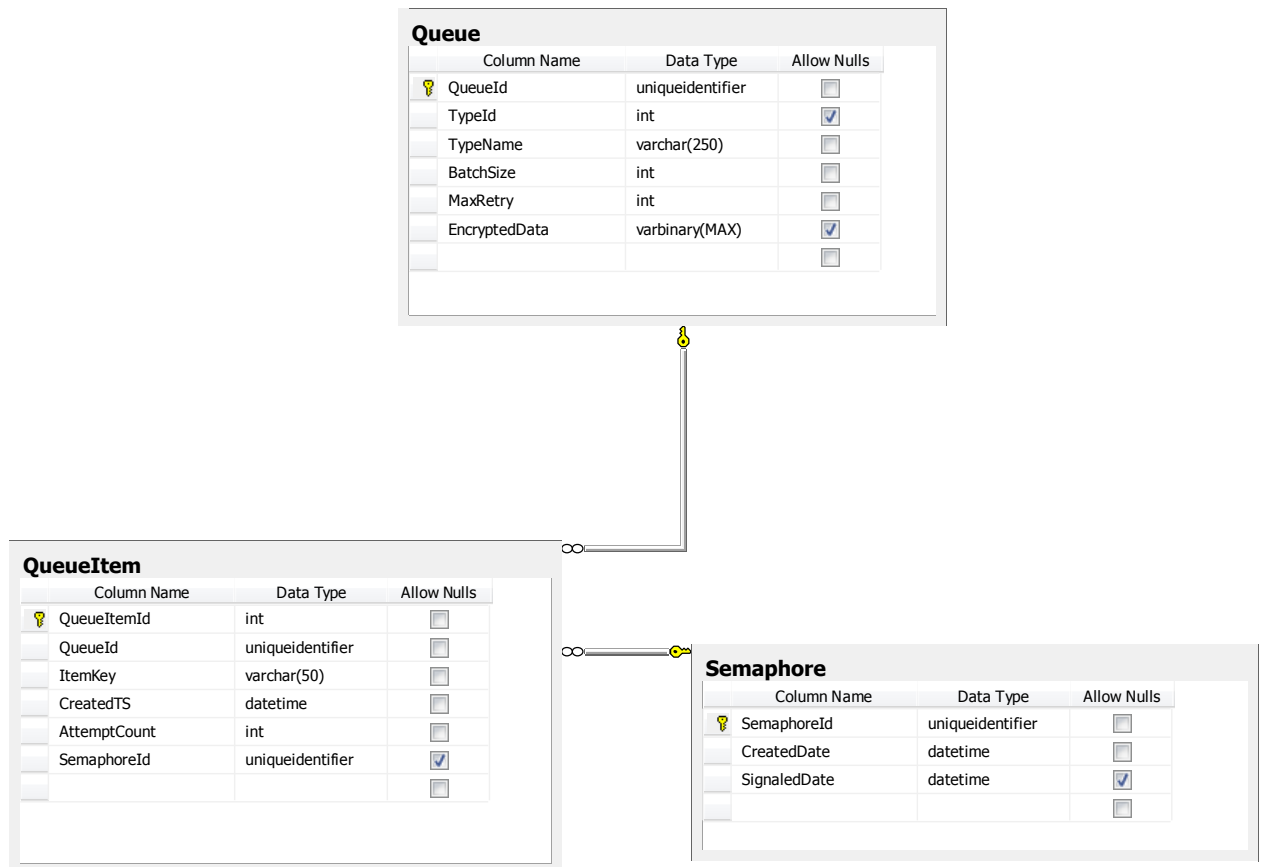 Queue
Column Name Data Type Allow Nulls
QueueId uniqueidentifier
TypeId int
TypeName varchar(250)
BatchSize int
MaxRetry int
EncryptedData varbinary(MAX)
QueueItem
Column Name Data Type Allow Nulls
QueueItemId int
QueueId uniqueidentifier
ItemKey varchar(50)
CreatedTS datetime
AttemptCount int
SemaphoreId uniqueidentifier
Semaphore
Column Name Data Type Allow Nulls
SemaphoreId uniqueidentifier
CreatedDate datetime
SignaledDate datetime